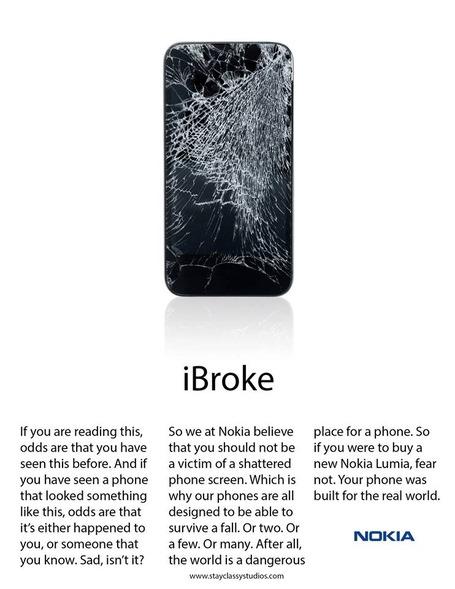 iBroke
If you are reading this,
odds are that you have
seen this before. And if
you have seen a phone
that looked something
like this, odds are that
it's either happened to
you, or someone that
you know. Sad, isn't it?
So we at Nokia believe
that you should not be
a victim of a shattered
phone screen. Which is
why our phones are all
designed to be able to
survive a fall. Or two. Or
a few. Or many. After all,
the world is a dangerous
place for a phone. So
if you were to buy a
new Nokia Lumia, fear
not. Your phone was
built for the real world.
NOKIA
www.stayclassystudios.com